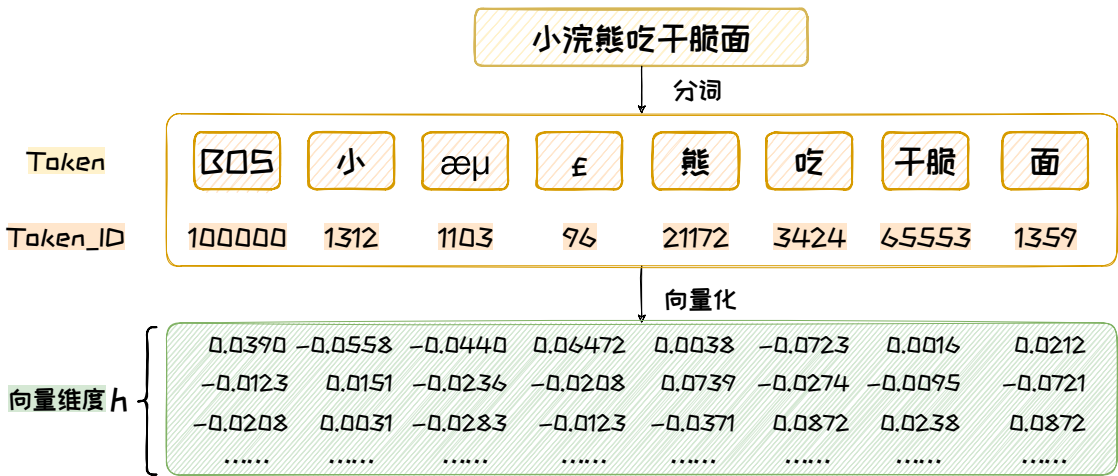 小浣熊吃干脆面
分词
Token BOS 小 æµ £ 熊 吃 干脆 面
Token_ID 100000 1312 1103 96 21172 3424 65553 1359
向量化
0.0390 -0.0558 -0.0440 0.06472 0.0038 -0.0723 0.0016 0.0212
-0.0123 0.0151 -0.0236 -0.0208 0.0739 -0.0274 -0.0095 -0.0721
向量维度 h
-0.0208 0.0031 -0.0283 -0.0123 -0.0371 0.0872 0.0238 0.0872
…… …… …… …… …… …… …… ……